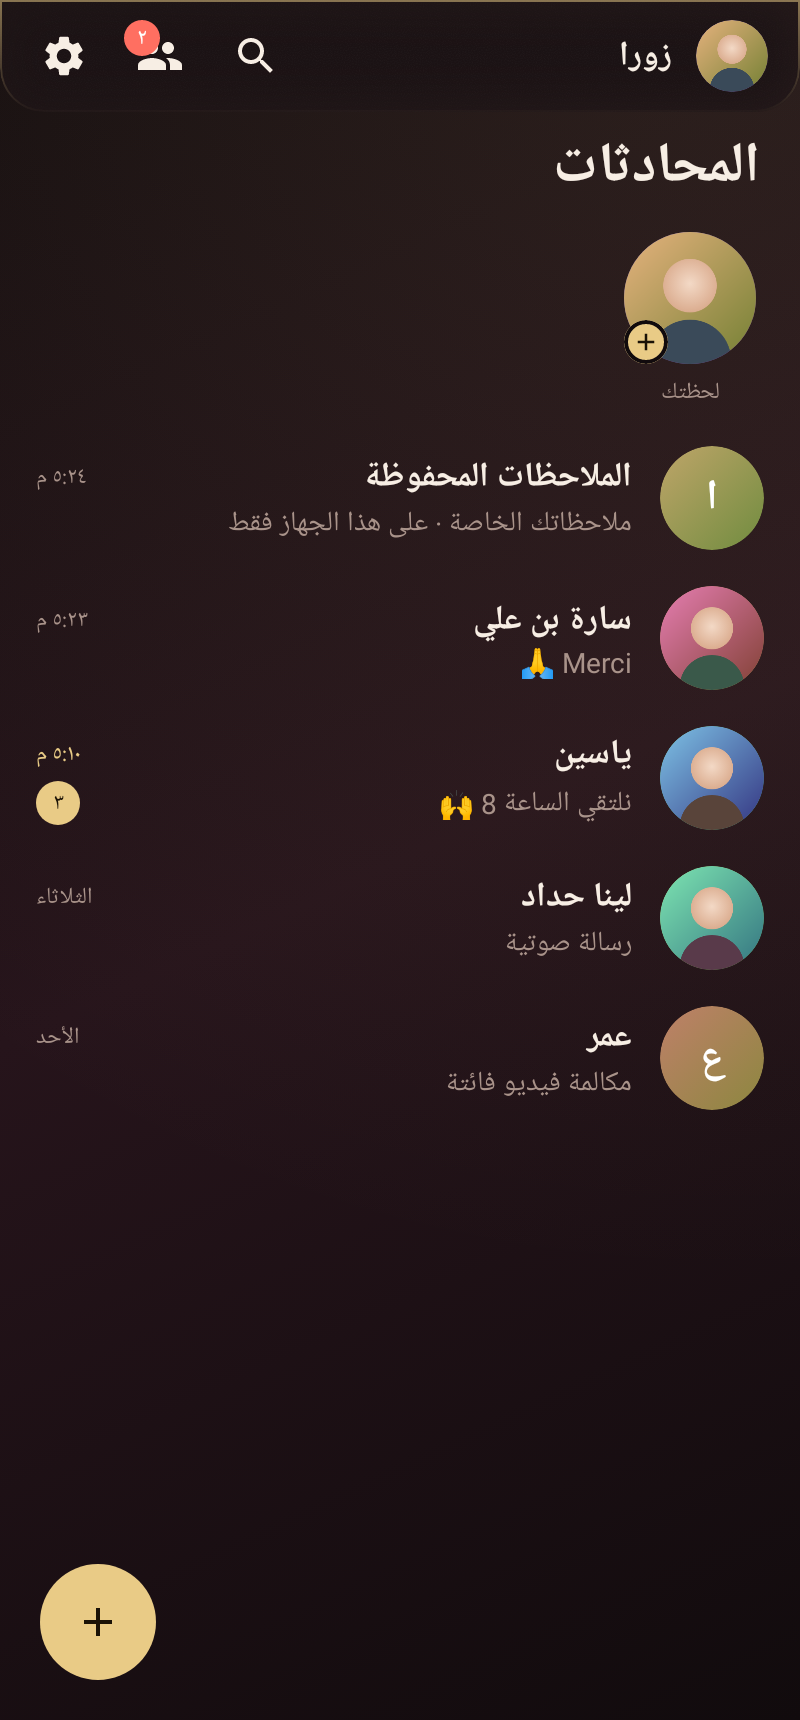 زورا
٢
المحادثات
لحظتك
ا
الملاحظات المحفوظة
٥:٢٤ م
ملاحظاتك الخاصة · على هذا الجهاز فقط
سارة بن علي
٥:٢٣ م
Merci 🙏
ياسين
٥:١٠ م
نلتقي الساعة 8 🙌
٣
لينا حداد
الثلاثاء
رسالة صوتية
ع
عمر
الأحد
مكالمة فيديو فائتة